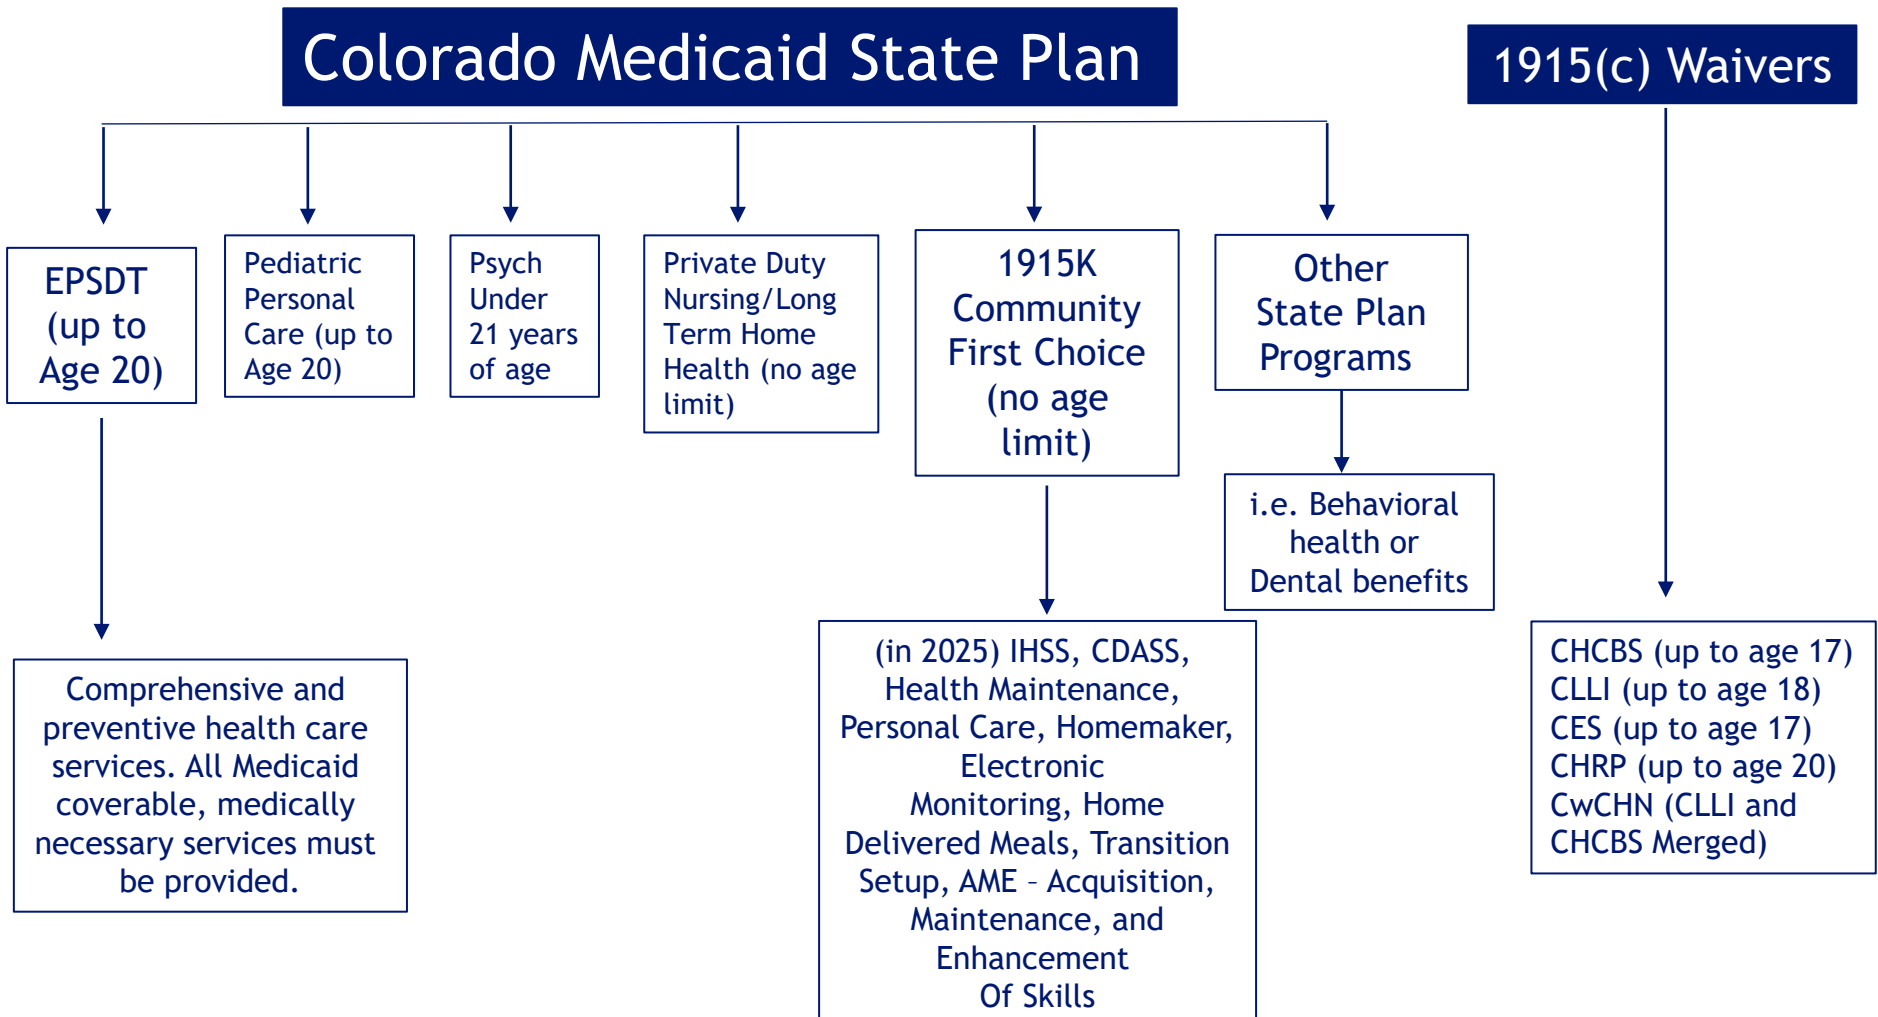 Colorado Medicaid State Plan
1915(c) Waivers
EPSDT
(up to
Age 20)
Pediatric
Personal
Care (up to
Age 20)
Psych
Under
21 years
of age
Private Duty
Nursing/Long
Term Home
Health (no age
limit)
1915K
Community
First Choice
(no age
limit)
Other
State Plan
Programs
i.e. Behavioral
health or
Dental benefits
Comprehensive and
preventive health care
services. All Medicaid
coverable, medically
necessary services must
be provided.
(in 2025) IHSS, CDASS,
Health Maintenance,
Personal Care, Homemaker,
Electronic
Monitoring, Home
Delivered Meals, Transition
Setup, AME – Acquisition,
Maintenance, and
Enhancement
Of Skills
CHCBS (up to age 17)
CLLI (up to age 18)
CES (up to age 17)
CHRP (up to age 20)
CwCHN (CLLI and
CHCBS Merged)